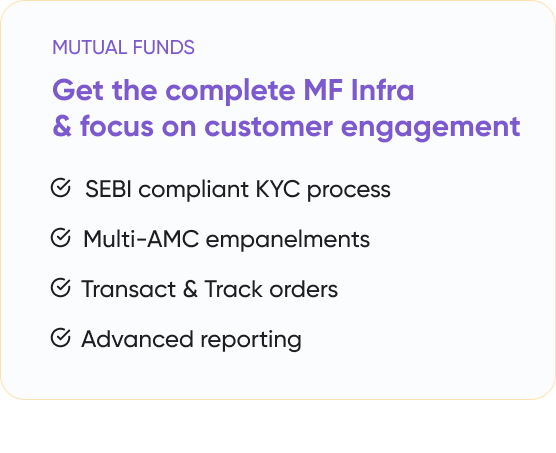 MUTUAL FUNDS
Get the complete MF Infra
& focus on customer engagement
SEBI compliant KYC process
Multi-AMC empanelments
Transact & Track orders
Advanced reporting